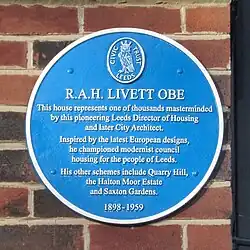 CIVIC TRUST
LEEDS
R.A.H. LIVETT OBE
This house represents one of thousands masterminded
by this pioneering Leeds Director of Housing
and later City Architect.
Inspired by the latest European designs,
he championed modernist council
housing for the people of Leeds.
His other schemes include Quarry Hill,
the Halton Moor Estate
and Saxton Gardens.
1898-1959